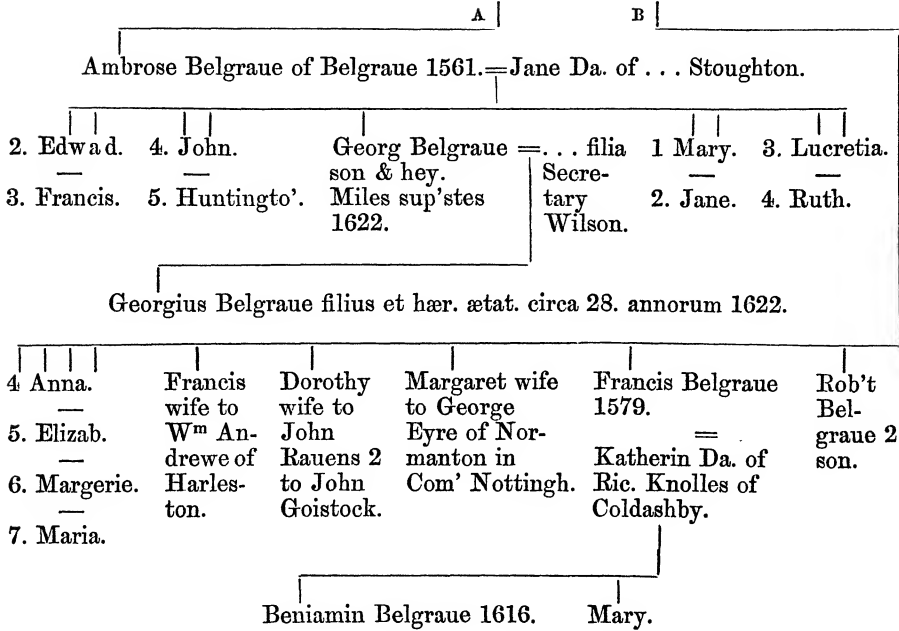 A B
Ambrose Belgraue of Belgraue 1561.=Jane Da. of . . . Stoughton.
2. Edwad. 4. John. Georg Belgraue =. . . filia 1 Mary. 3. Lucretia.
— — son & hey. Secre- — —
3. Francis. 5. Huntingto'. Miles sup'stes tary 2. Jane. 4. Ruth.
1622. Wilson.
Georgius Belgraue filius et hær. ætat. circa 28. annorum 1622.
4 Anna. Francis Dorothy Margaret wife Francis Belgraue Rob't
— wife to wife to to George 1579. Bel-
5. Elizab. Wᵐ An- John Eyre of Nor- = graue 2
— drewe of Rauens 2 manton in Katherin Da. of son.
6. Margerie. Harles- to John Com' Nottingh. Ric. Knolles of
— ton. Goistock. Coldashby.
7. Maria.
Beniamin Belgraue 1616. Mary.